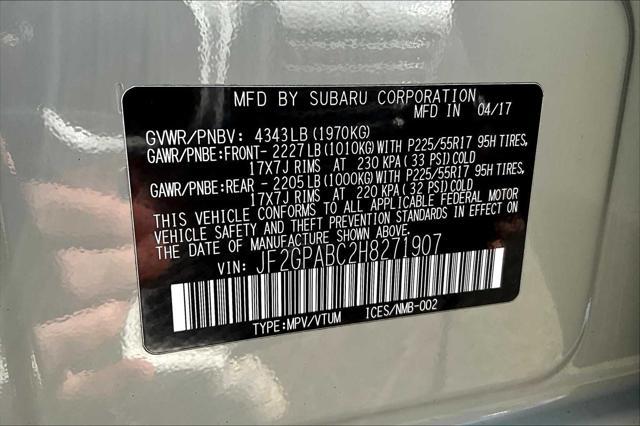 MFD BY SUBARU CORPORATION
MFD IN 04/17
GVWR/PNBV: 4343LB(1970KG)
GAWR/PNBE:FRONT- 2227LB(1010KG)WITH P225/55R17 95H TIRES,
17X7J RIMS AT 230 KPA(33 PSI)COLD
GAWR/PNBE:REAR - 2205LB(1000KG)WITH P225/55R17 95H TIRES,
17X7J RIMS AT 220 KPA(32 PSI)COLD
THIS VEHICLE CONFORMS TO ALL APPLICABLE FEDERAL MOTOR
VEHICLE SAFETY AND THEFT PREVENTION STANDARDS IN EFFECT ON
THE DATE OF MANUFACTURE SHOWN ABOVE.
VIN: JF2GPABC2H8271907
TYPE:MPV/VTUM ICES/NMB-002